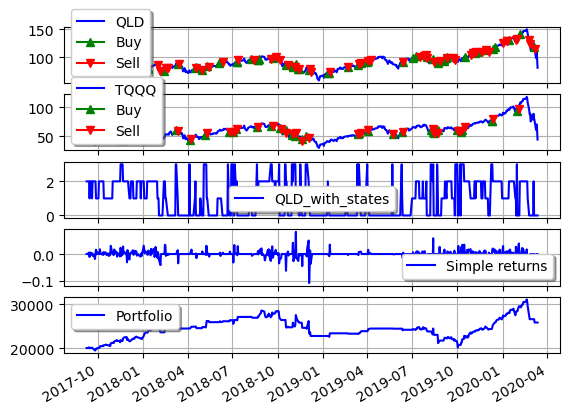 QLD
Buy
Sell
150
100
TQQQ
Buy
Sell
100
50
QLD_with_states
2
0
Simple returns
0.0
−0.1
Portfolio
30000
20000
2017-10
2018-01
2018-04
2018-07
2018-10
2019-01
2019-04
2019-07
2019-10
2020-01
2020-04